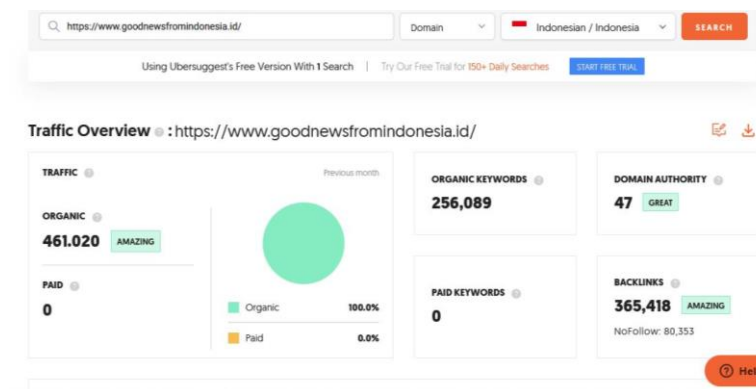 https://www.goodnewsfromindonesia.id/
Domain
Indonesian / Indonesia
SEARCH
Using Ubersuggest's Free Version With 1 Search | Try Our Free Trial for 150+ Daily Searches
START FREE TRIAL
Traffic Overview : https://www.goodnewsfromindonesia.id/
TRAFFIC
Previous month
ORGANIC
461.020 AMAZING
PAID
0
Organic 100.0%
Paid 0.0%
ORGANIC KEYWORDS
256,089
DOMAIN AUTHORITY
47 GREAT
PAID KEYWORDS
0
BACKLINKS
365,418 AMAZING
NoFollow: 80,353
Hel